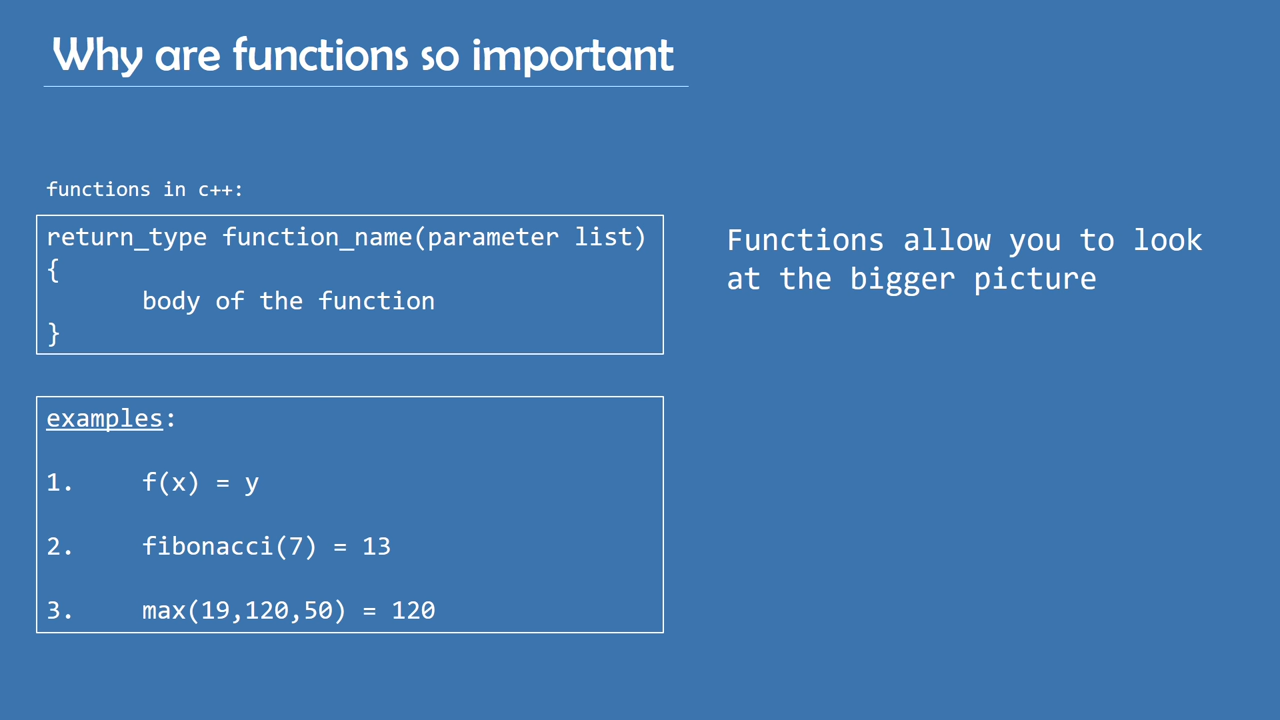 Why are functions so important
functions in c++:
return_type function_name(parameter list)
{
body of the function
}
Functions allow you to look
at the bigger picture
examples:
1. f(x) = y
2. fibonacci(7) = 13
3. max(19,120,50) = 120